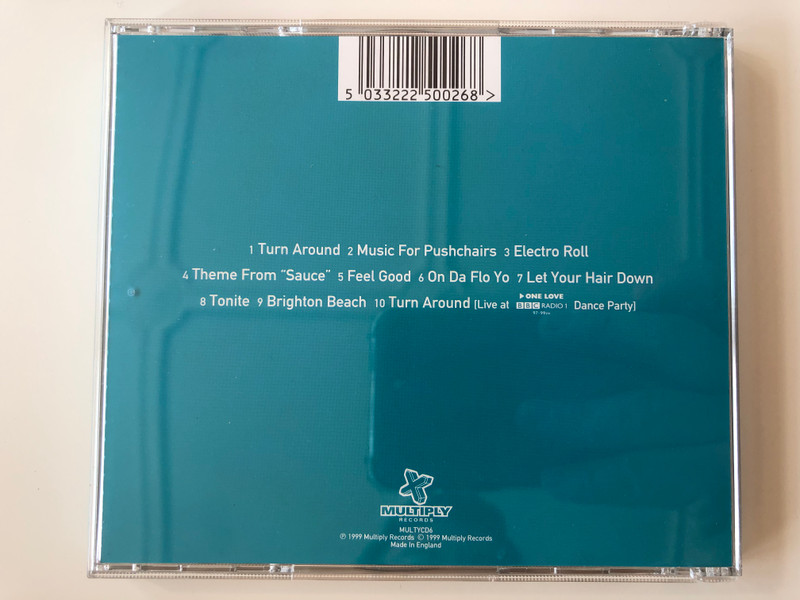 5 033222 500268 >
1 Turn Around 2 Music For Pushchairs 3 Electro Roll
4 Theme From “Sauce” 5 Feel Good 6 On Da Flo Yo 7 Let Your Hair Down
8 Tonite 9 Brighton Beach 10 Turn Around [Live at ONE LOVE BBC RADIO 1 Dance Party]
MULTIPLY
RECORDS
MULTYCD6
℗ 1999 Multiply Records © 1999 Multiply Records
Made In England